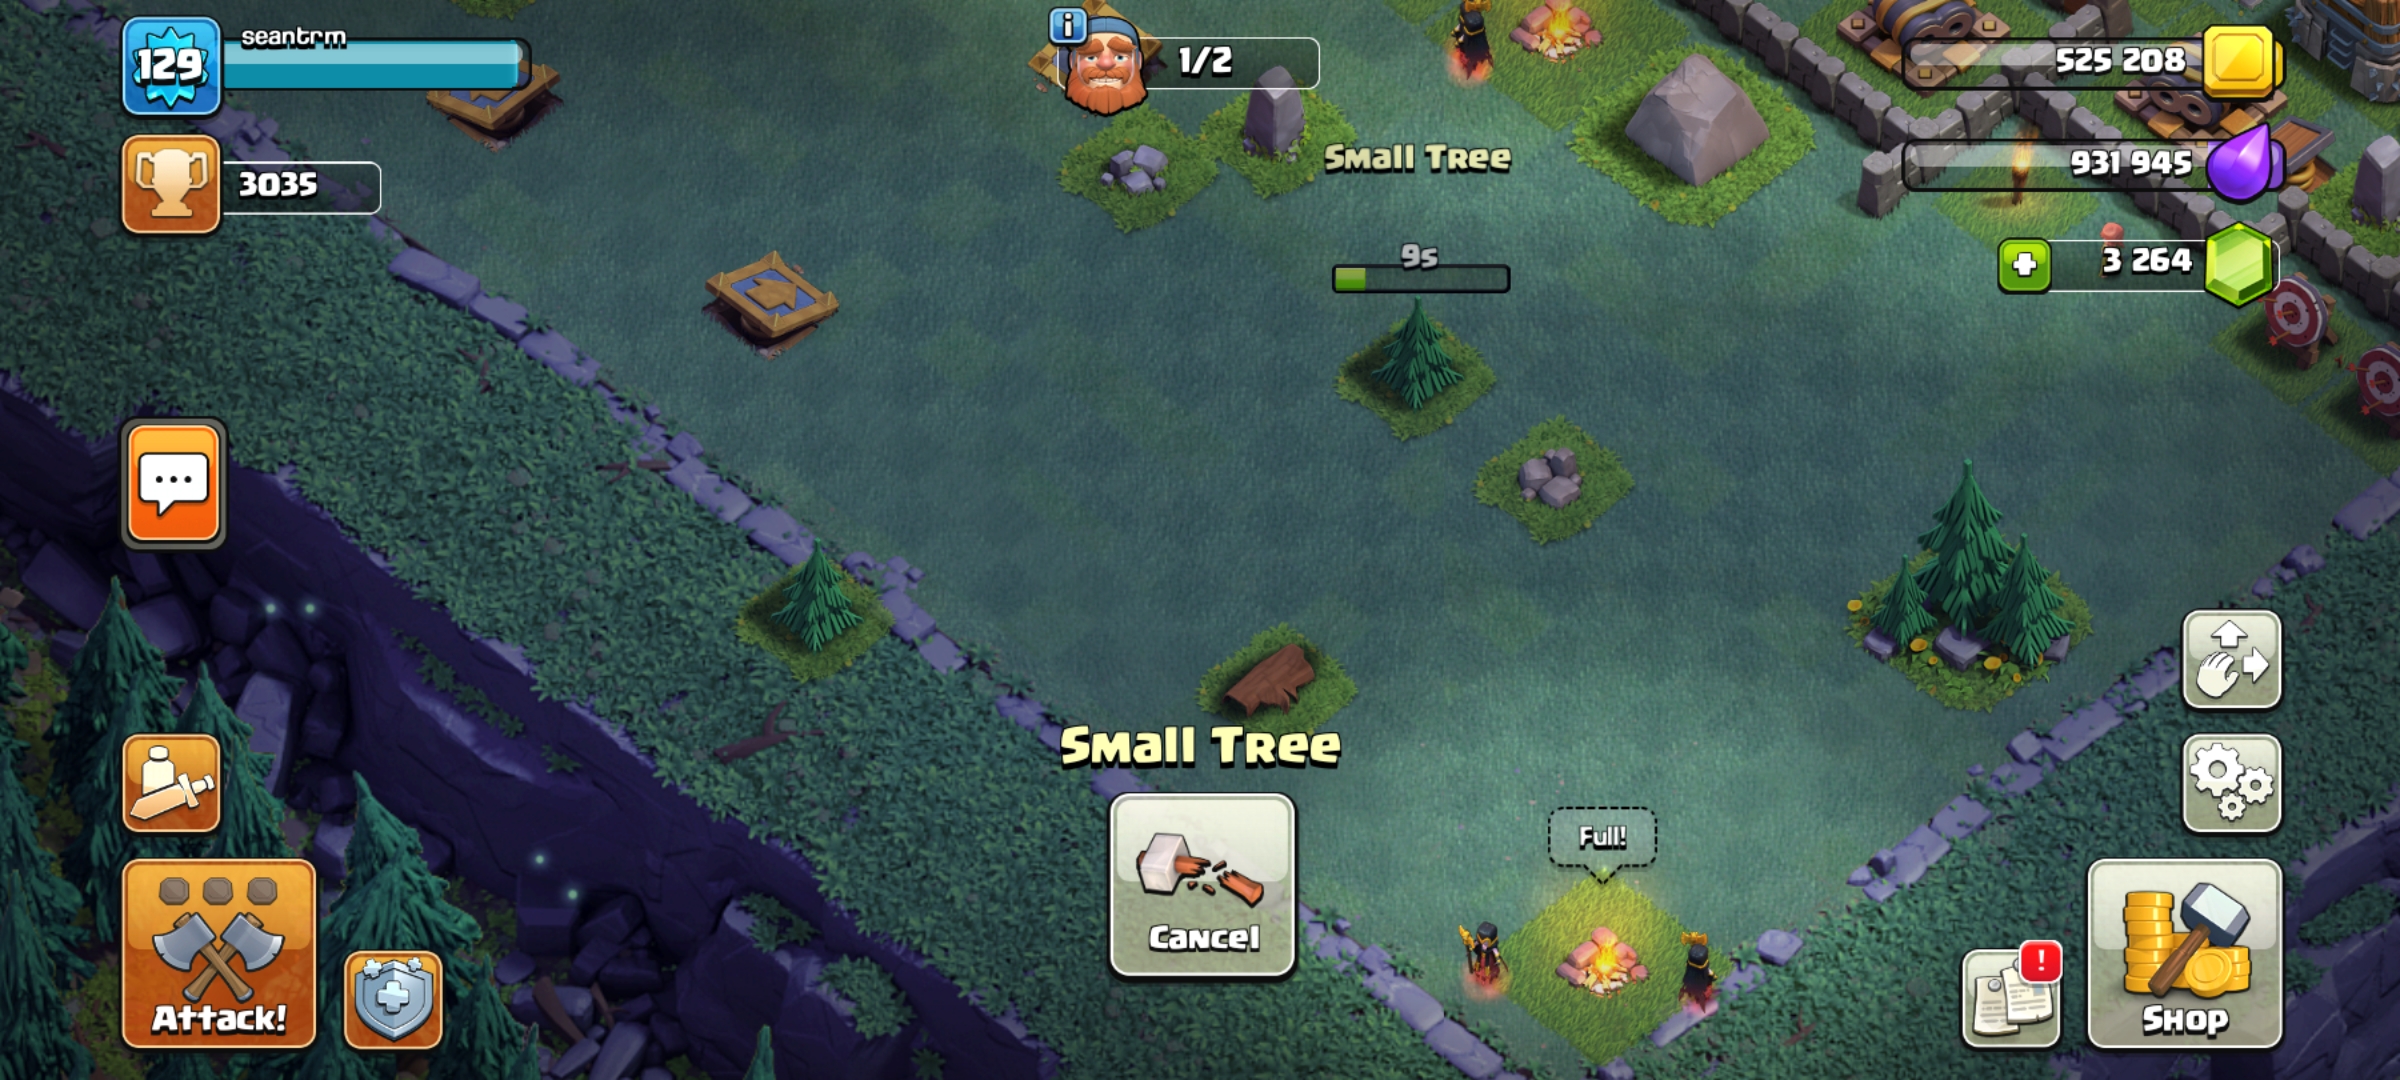 129
seantrm
1/2
525 208
3035
Small Tree
931 945
9s
3 264
Small Tree
Full!
Cancel
Attack!
!
Shop